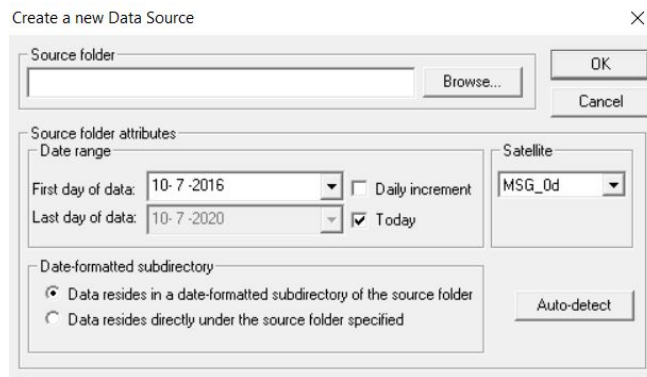 Create a new Data Source
Source folder
Browse...
OK
Cancel
Source folder attributes
Date range
First day of data: 10- 7 -2016 Daily increment
Last day of data: 10- 7 -2020 Today
Satellite
MSG_0d
Date-formatted subdirectory
Data resides in a date-formatted subdirectory of the source folder
Data resides directly under the source folder specified
Auto-detect